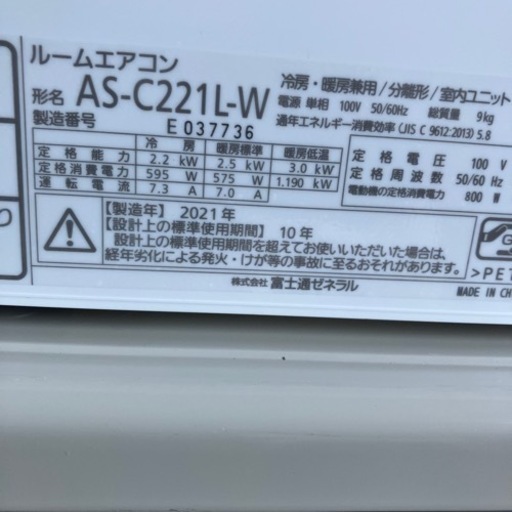 ルームエアコン
形名 AS-C221L-W
冷房・暖房兼用/分離形/室内ユニット
電源 単相 100V 50/60Hz 総質量 9kg
通年エネルギー消費効率(JIS C 9612:2013) 5.8
製造番号 E 037736
冷房 暖房標準 暖房低温
定格能力 2.2 kW 2.5 kW 3.0 kW
定格消費電力 595 W 575 W 1.190 kW
運転電流 7.3 A 7.0 A
定格電圧 100 V
定格周波数 50/60 Hz
電動機の定格消費電力 800 W
【製造年】2021年
【設計上の標準使用期間】10年
設計上の標準使用期間を超えてお使いいただいた場合は、
経年劣化による発火・けが等の事故に至るおそれがあります。
株式会社 富士通ゼネラル
>PET
MADE IN CH